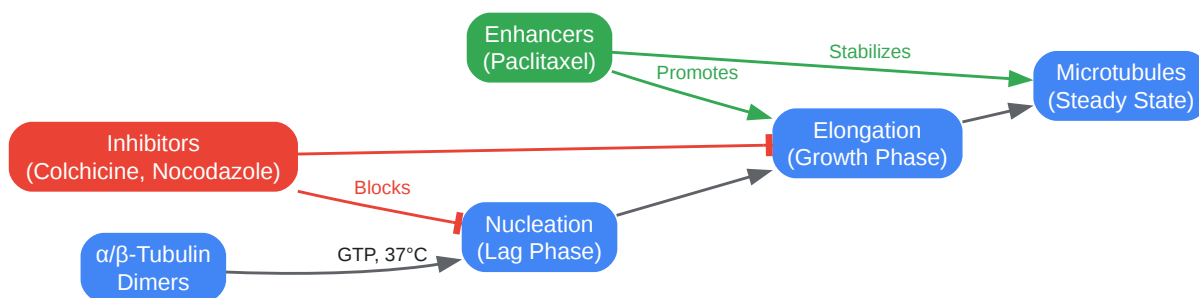 Enhancers
(Paclitaxel)
Stabilizes
Promotes
Microtubules
(Steady State)
Elongation
(Growth Phase)
Inhibitors
(Colchicine, Nocodazole)
Blocks
Nucleation
(Lag Phase)
GTP, 37°C
α/β-Tubulin
Dimers